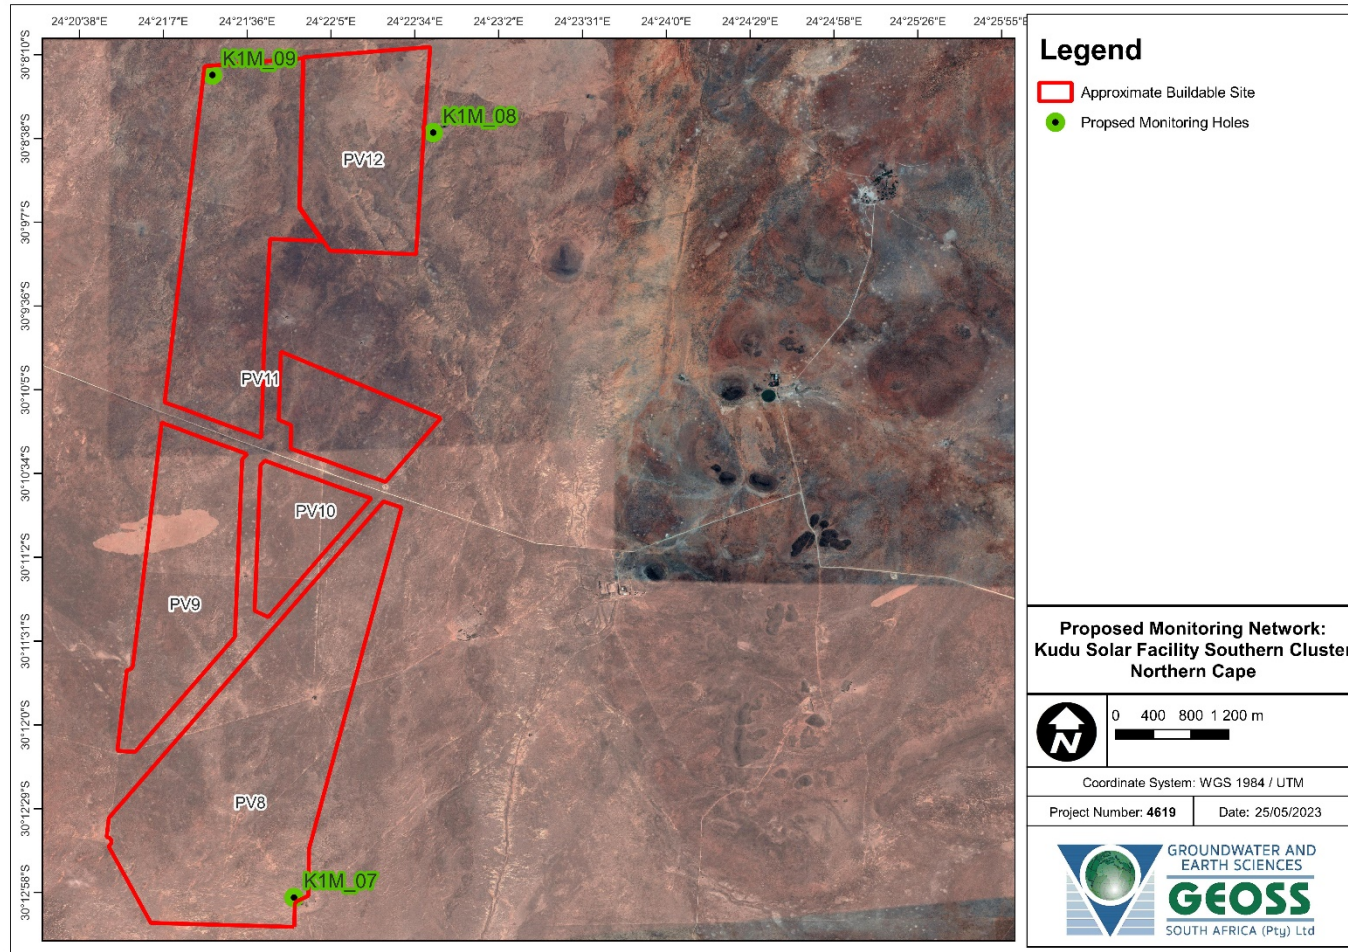 24°20'38"E 24°21'7"E 24°21'36"E 24°22'5"E 24°22'34"E 24°23'2"E 24°23'31"E 24°24'0"E 24°24'29"E 24°24'58"E 24°25'26"E 24°25'55"E
30°8'10"S
30°8'38"S
30°9'7"S
30°9'36"S
30°10'5"S
30°10'34"S
30°11'2"S
30°11'31"S
30°12'0"S
30°12'29"S
30°12'58"S
K1M_09
K1M_08
PV12
PV11
PV10
PV9
PV8
K1M_07
Legend
Approximate Buildable Site
Propsed Monitoring Holes
Proposed Monitoring Network:
Kudu Solar Facility Southern Cluster
Northern Cape
N
0 400 800 1 200 m
Coordinate System: WGS 1984 / UTM
Project Number: 4619 Date: 25/05/2023
GROUNDWATER AND
EARTH SCIENCES
GEOSS
SOUTH AFRICA (Pty) Ltd